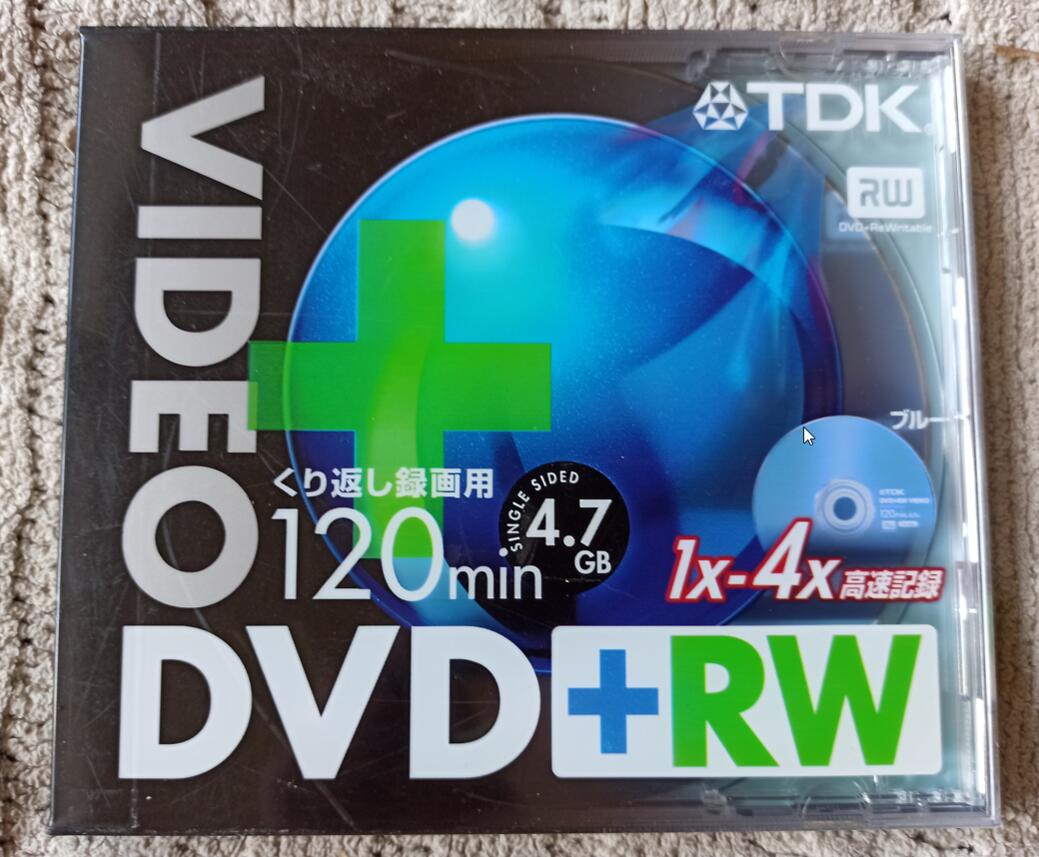 VIDEO
TDK
RW
DVD+ReWritable
ブルー
くり返し録画用
120min
SINGLE SIDED
4.7
GB
TDK
1x-4x高速記録
DVD+RW